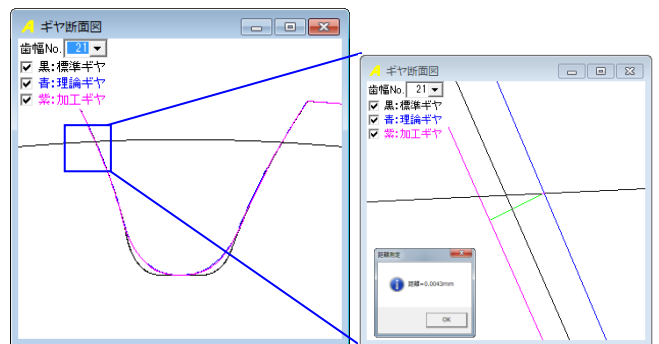 ギヤ断面図
歯幅No. 21
黒:標準ギヤ
青:理論ギヤ
紫:加工ギヤ
ギヤ断面図
歯幅No. 21
黒:標準ギヤ
青:理論ギヤ
紫:加工ギヤ
距離測定
距離=0.0043mm
OK